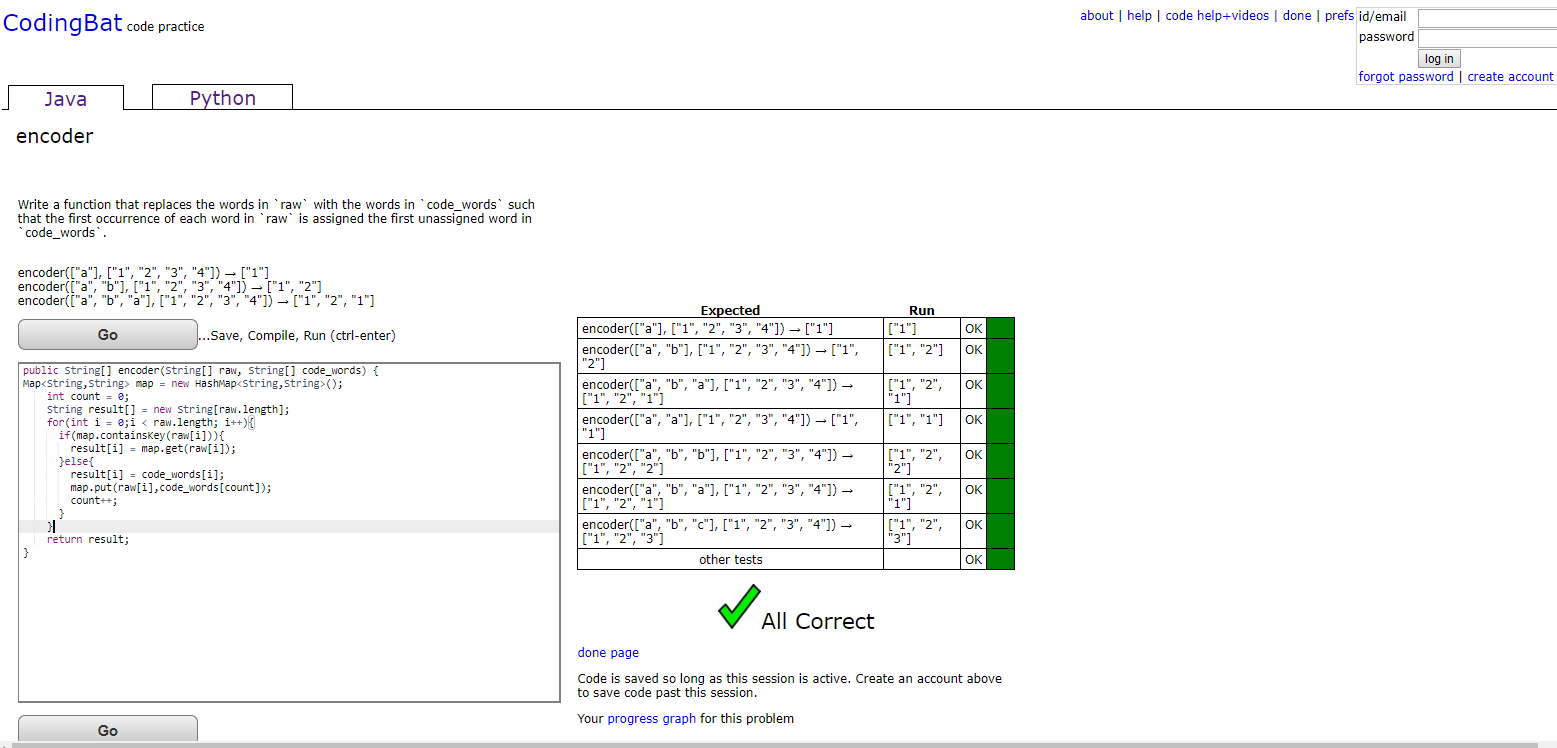 CodingBat code practice
about | help | code help+videos | done | prefs
id/email
password
log in
forgot password | create account
Java
Python
encoder
Write a function that replaces the words in `raw` with the words in `code_words` such
that the first occurrence of each word in `raw` is assigned the first unassigned word in
`code_words`.
encoder(["a"], ["1", "2", "3", "4"]) → ["1"]
encoder(["a", "b"], ["1", "2", "3", "4"]) → ["1", "2"]
encoder(["a", "b", "a"], ["1", "2", "3", "4"]) → ["1", "2", "1"]
Go ...Save, Compile, Run (ctrl-enter)
public String[] encoder(String[] raw, String[] code_words) {
Map<String,String> map = new HashMap<String,String>();
int count = 0;
String result[] = new String[raw.length];
for(int i = 0;i < raw.length; i++){
if(map.containsKey(raw[i])){
result[i] = map.get(raw[i]);
}else{
result[i] = code_words[i];
map.put(raw[i],code_words[count]);
count++;
}
}
return result;
}
Go
Expected Run
encoder(["a"], ["1", "2", "3", "4"]) → ["1"] ["1"] OK
encoder(["a", "b"], ["1", "2", "3", "4"]) → ["1", ["1", "2"] OK
"2"]
encoder(["a", "b", "a"], ["1", "2", "3", "4"]) → ["1", "2", OK
["1", "2", "1"] "1"]
encoder(["a", "a"], ["1", "2", "3", "4"]) → ["1", ["1", "1"] OK
"1"]
encoder(["a", "b", "b"], ["1", "2", "3", "4"]) → ["1", "2", OK
["1", "2", "2"] "2"]
encoder(["a", "b", "a"], ["1", "2", "3", "4"]) → ["1", "2", OK
["1", "2", "1"] "1"]
encoder(["a", "b", "c"], ["1", "2", "3", "4"]) → ["1", "2", OK
["1", "2", "3"] "3"]
other tests OK
All Correct
done page
Code is saved so long as this session is active. Create an account above
to save code past this session.
Your progress graph for this problem